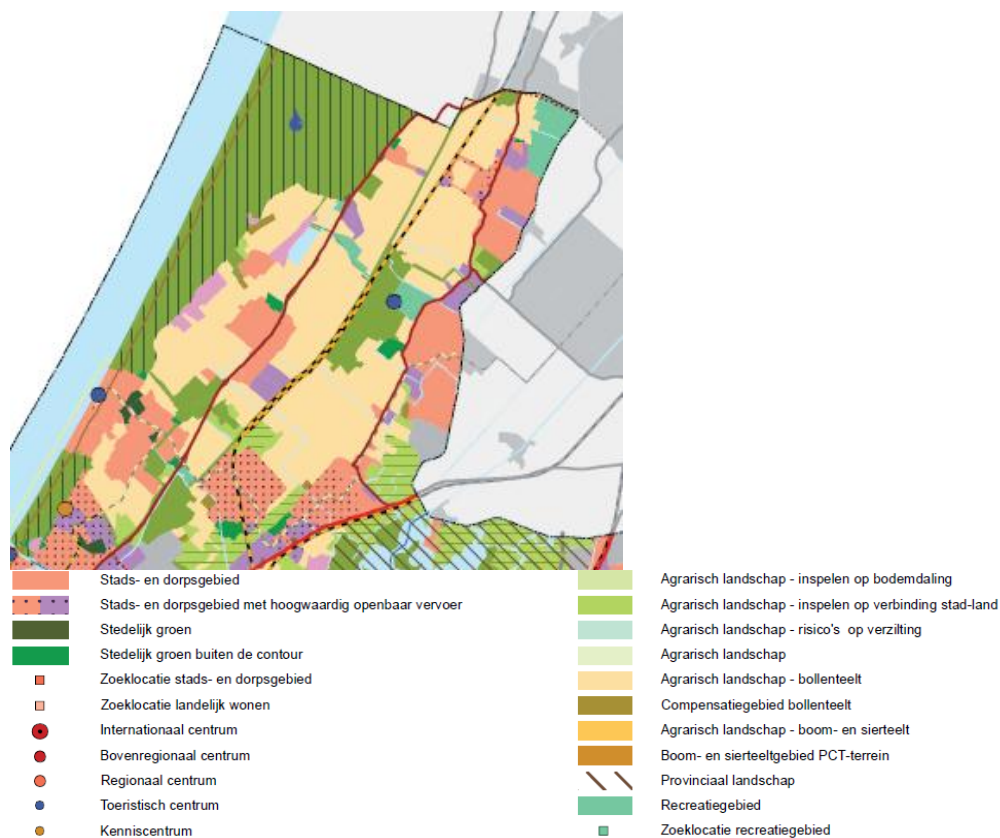 Stads- en dorpsgebied
Stads- en dorpsgebied met hoogwaardig openbaar vervoer
Stedelijk groen
Stedelijk groen buiten de contour
Zoeklocatie stads- en dorpsgebied
Zoeklocatie landelijk wonen
Internationaal centrum
Bovenregionaal centrum
Regionaal centrum
Toeristisch centrum
Kenniscentrum
Agrarisch landschap - inspelen op bodemdaling
Agrarisch landschap - inspelen op verbinding stad-land
Agrarisch landschap - risico's op verzilting
Agrarisch landschap
Agrarisch landschap - bollenteelt
Compensatiegebied bollenteelt
Agrarisch landschap - boom- en sierteelt
Boom- en sierteeltgebied PCT-terrein
Provinciaal landschap
Recreatiegebied
Zoeklocatie recreatiegebied